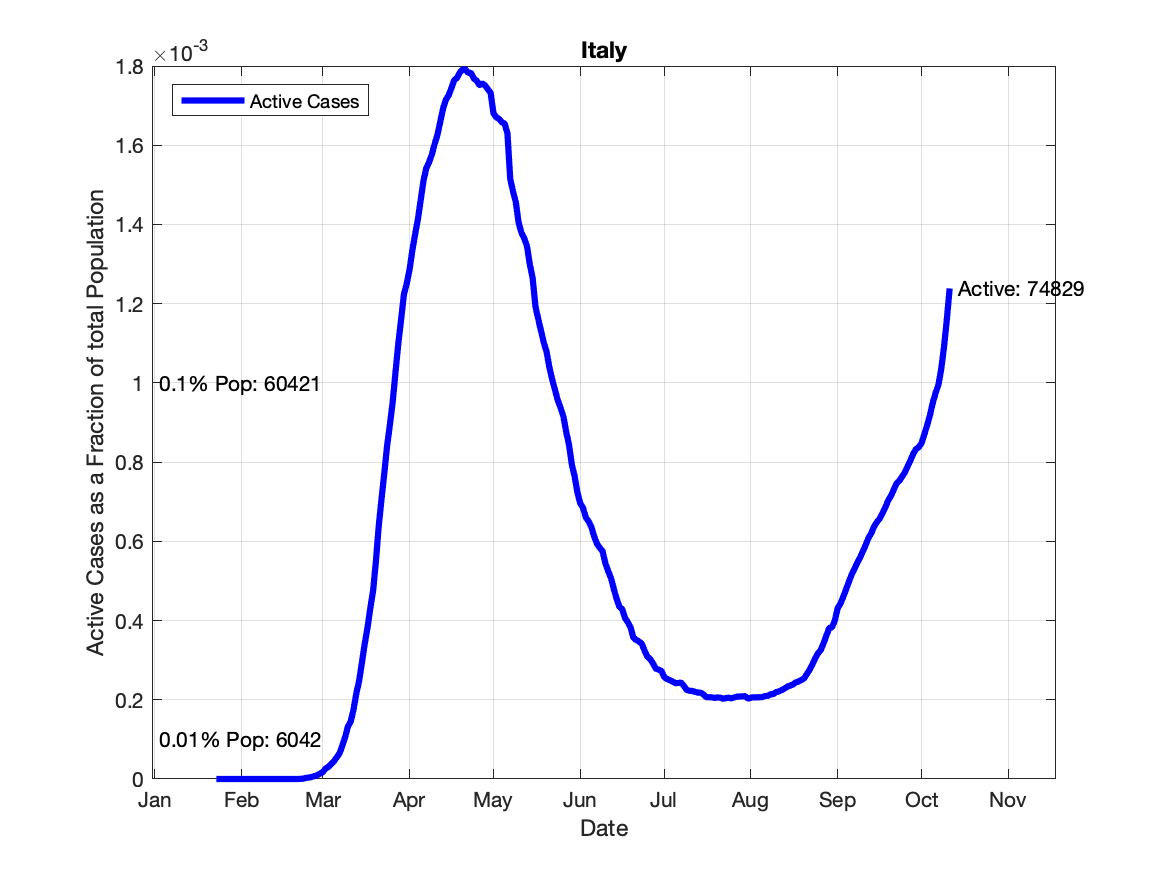 Italy
×10-3
Active Cases
Active Cases as a Fraction of total Population
1.8
1.6
1.4
1.2
1
0.8
0.6
0.4
0.2
0
Active: 74829
0.1% Pop: 60421
0.01% Pop: 6042
Jan Feb Mar Apr May Jun Jul Aug Sep Oct Nov
Date